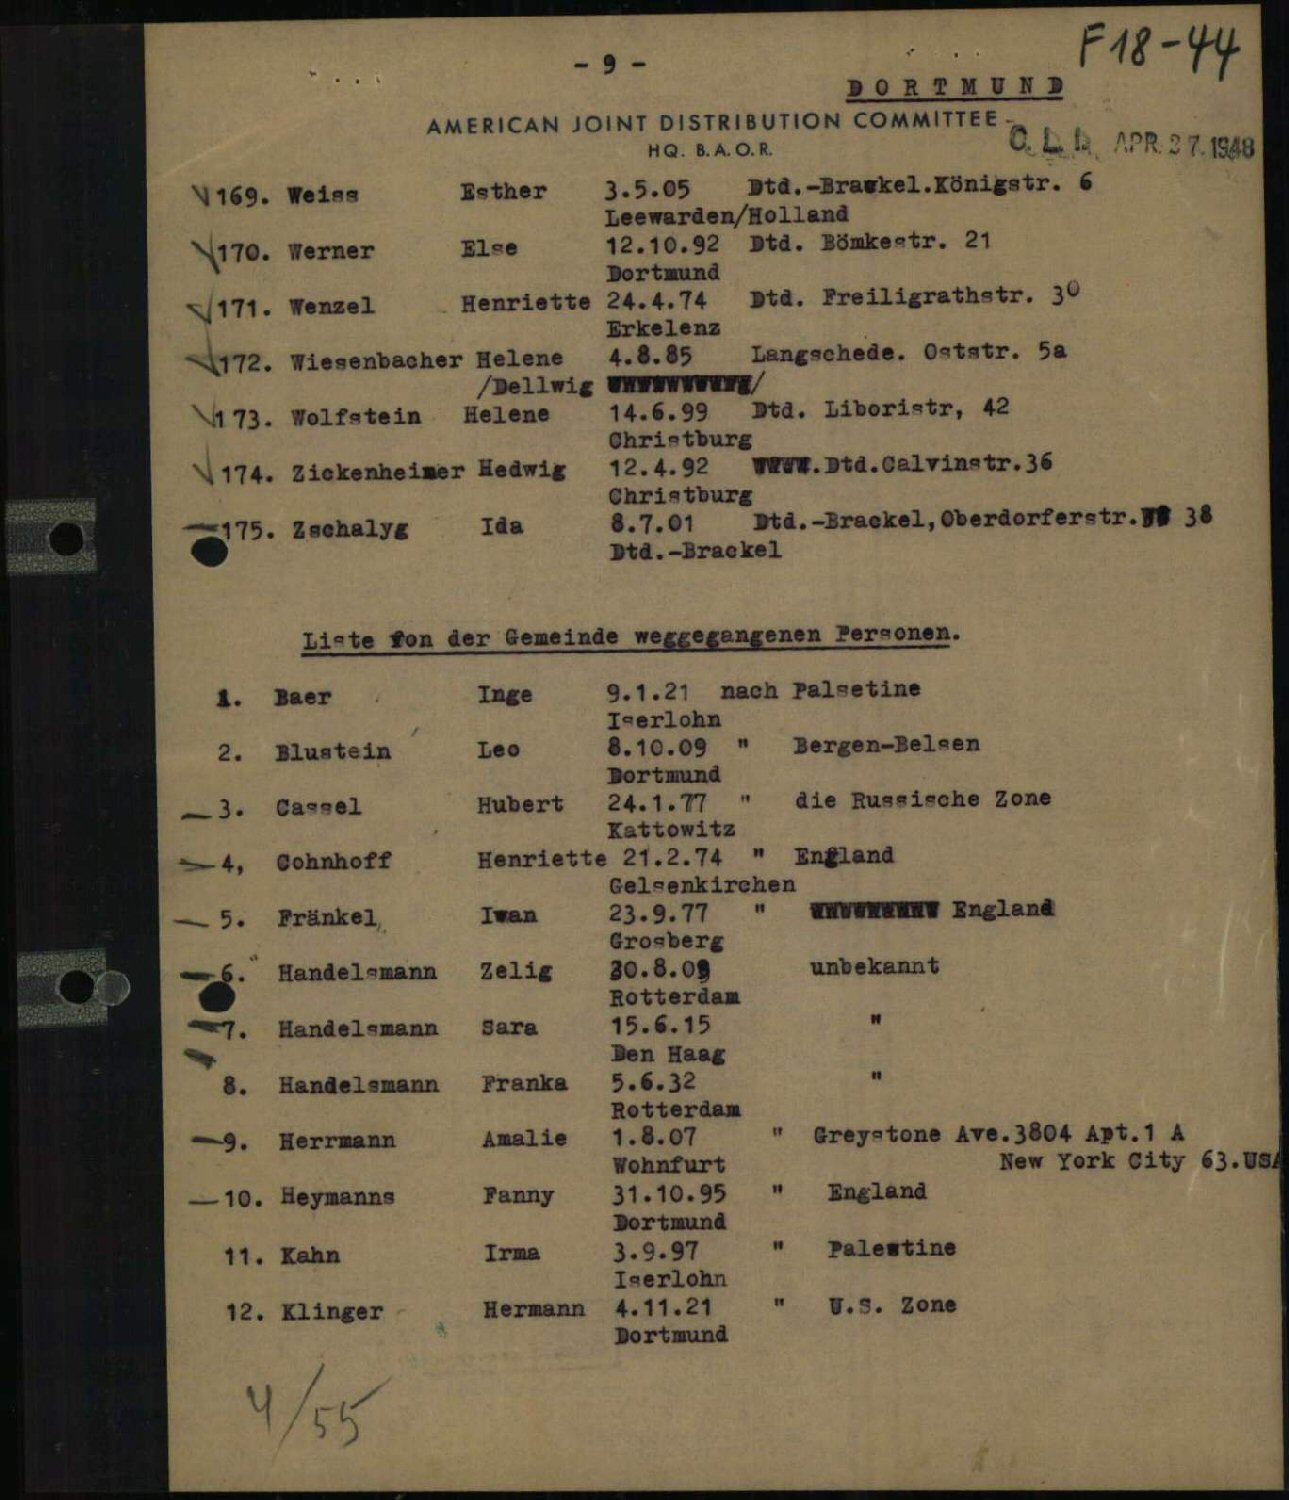 F18-44
- 9 -
DORTMUND
AMERICAN JOINT DISTRIBUTION COMMITTEE -
HQ. B.A.O.R.
APR 27. 1948
169. Weiss Esther 3.5.05 Dtd.-Brackel.Königstr. 6
Leewarden/Holland
170. Werner Else 12.10.92 Dtd. Bömkestr. 21
Dortmund
171. Wenzel Henriette 24.4.74 Dtd. Freiligrathstr. 30
Erkelenz
172. Wiesenbacher Helene 4.8.85 Langschede. Oststr. 5a
/Dellwig /
173. Wolfstein Helene 14.6.99 Dtd. Liboristr, 42
Christburg
174. Zickenheimer Hedwig 12.4.92 .Dtd.Calvinstr.36
Christburg
175. Zschalyg Ida 8.7.01 Dtd.-Brackel,Oberdorferstr. 38
Dtd.-Brackel
Liste von der Gemeinde weggegangenen Personen.
1. Baer Inge 9.1.21 nach Palsetine
Iserlohn
2. Blustein Leo 8.10.09 " Bergen-Belsen
Dortmund
3. Cassel Hubert 24.1.77 " die Russische Zone
Kattowitz
4, Cohnhoff Henriette 21.2.74 " England
Gelsenkirchen
5. Fränkel, Iwan 23.9.77 " England
Grosberg
6. Handelsmann Zelig 20.8.09 unbekannt
Rotterdam
7. Handelsmann Sara 15.6.15 "
Den Haag
8. Handelsmann Franka 5.6.32 "
Rotterdam
9. Herrmann Amalie 1.8.07 " Greystone Ave.3804 Apt.1 A
Wohnfurt New York City 63.USA
10. Heymanns Fanny 31.10.95 " England
Dortmund
11. Kahn Irma 3.9.97 " Palestine
Iserlohn
12. Klinger Hermann 4.11.21 " U.S. Zone
Dortmund
4/55